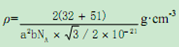 ρ= 2(32 + 51) / a²bN_A × √3 / 2 × 10⁻²¹ g·cm⁻³